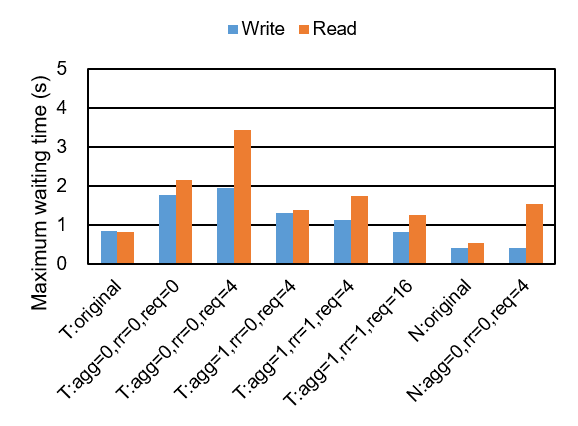 Write Read
Maximum waiting time (s)
5
4
3
2
1
0
T:original
T:agg=0,rr=0,req=0
T:agg=0,rr=0,req=4
T:agg=1,rr=0,req=4
T:agg=1,rr=1,req=4
T:agg=1,rr=1,req=16
N:original
N:agg=0,rr=0,req=4